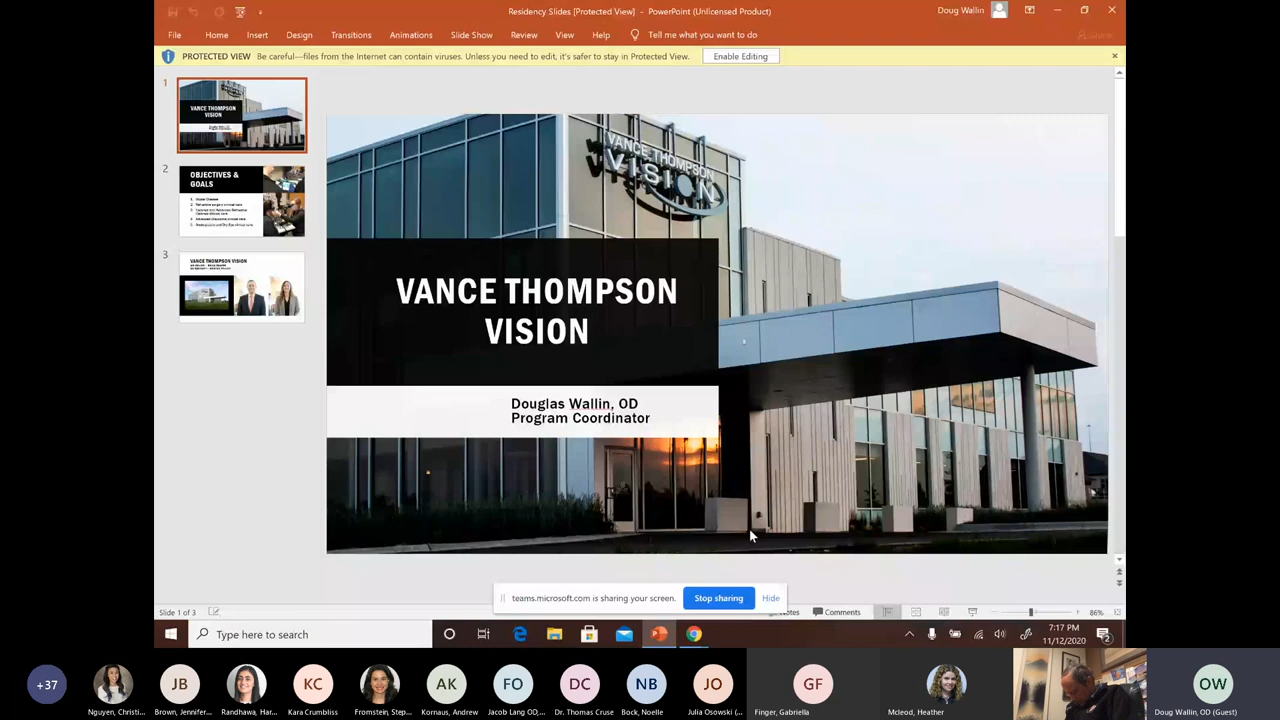 Residency Slides [Protected View] - PowerPoint (Unlicensed Product)
Doug Wallin
File Home Insert Design Transitions Animations Slide Show Review View Help Tell me what you want to do Share
PROTECTED VIEW Be careful—files from the Internet can contain viruses. Unless you need to edit, it's safer to stay in Protected View. Enable Editing
1
VANCE THOMPSON
VISION
2
OBJECTIVES &
GOALS
3
VANCE THOMPSON VISION
VANCE THOMPSON
VISION
VANCE THOMPSON
VISION
Douglas Wallin, OD
Program Coordinator
teams.microsoft.com is sharing your screen. Stop sharing Hide
Slide 1 of 3
Notes Comments 86%
Type here to search
7:17 PM
11/12/2020
2
+37 JB KC AK FO DC NB JO GF OW
Nguyen, Christi... Brown, Jennifer... Randhawa, Har... Kara Crumbliss Fromstein, Step... Kornaus, Andrew Jacob Lang OD,... Dr. Thomas Cruse Bock, Noelle Julia Osowski (... Finger, Gabriella Mcleod, Heather Doug Wallin, OD (Guest)